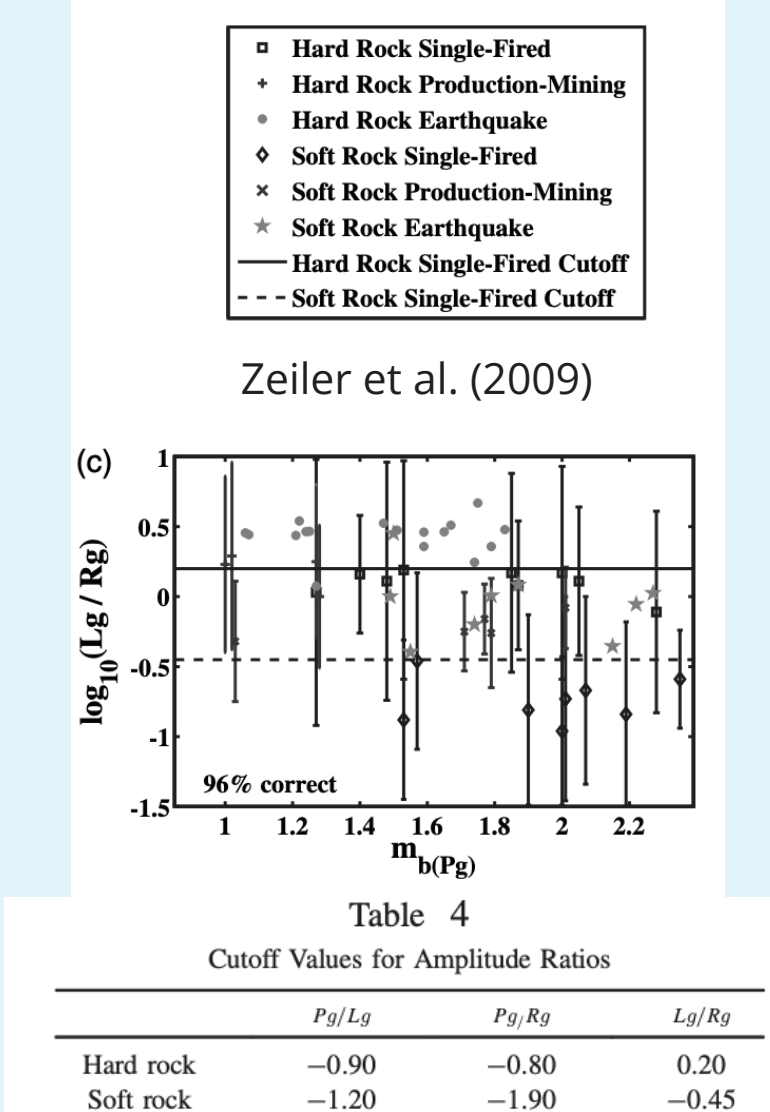 Hard Rock Single-Fired
Hard Rock Production-Mining
Hard Rock Earthquake
Soft Rock Single-Fired
Soft Rock Production-Mining
Soft Rock Earthquake
Hard Rock Single-Fired Cutoff
Soft Rock Single-Fired Cutoff
Zeiler et al. (2009)
(c)
1
0.5
0
-0.5
-1
-1.5
log10(Lg / Rg)
96% correct
1 1.2 1.4 1.6 1.8 2 2.2
mb(Pg)
Table 4
Cutoff Values for Amplitude Ratios
Pg/Lg Pg/Rg Lg/Rg
Hard rock −0.90 −0.80 0.20
Soft rock −1.20 −1.90 −0.45